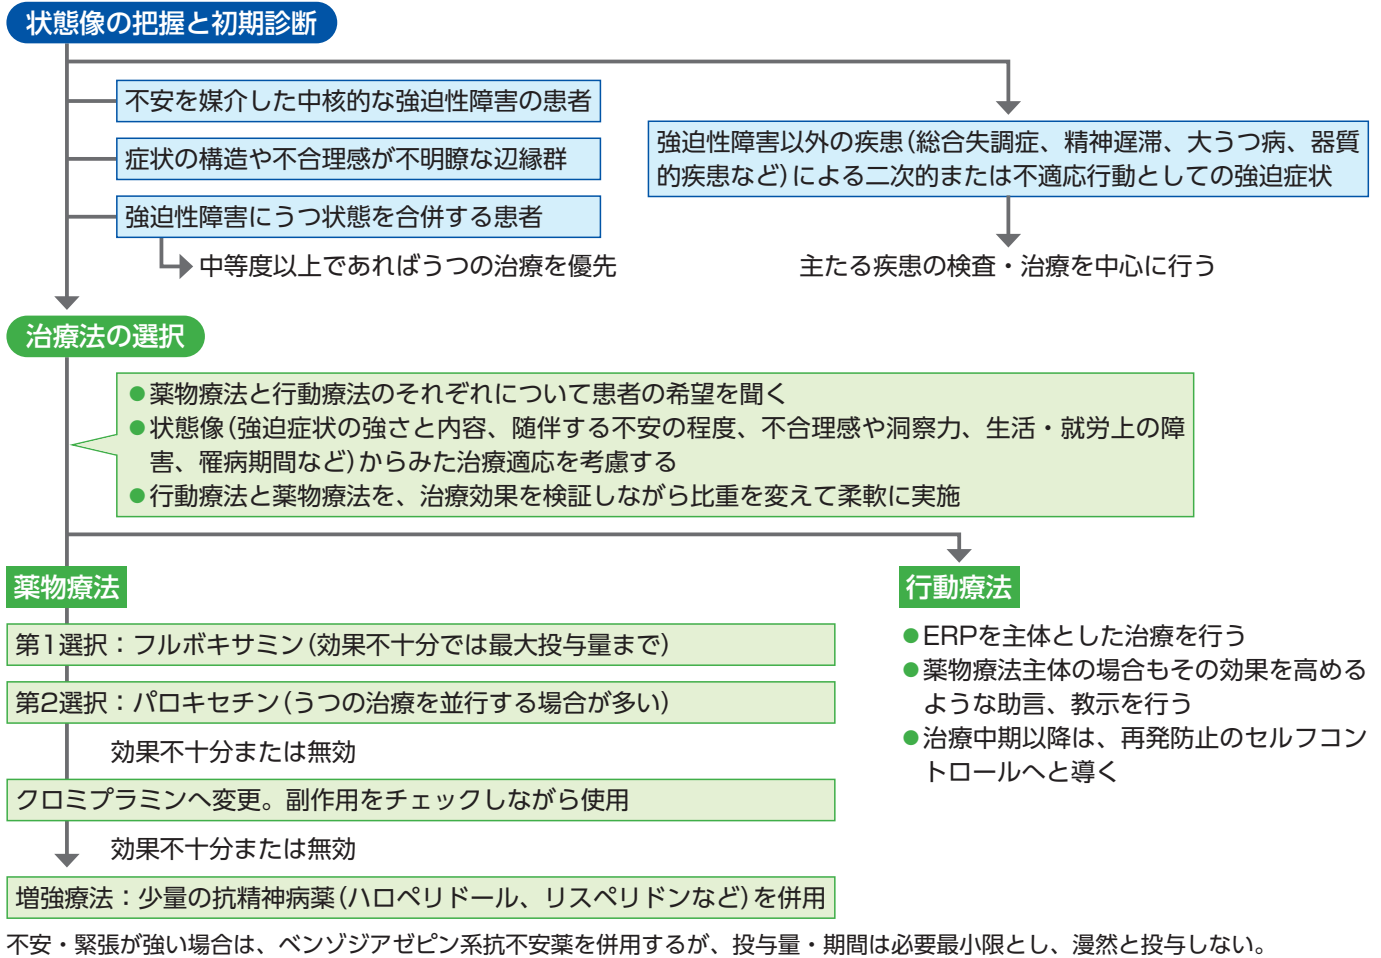 状態像の把握と初期診断
不安を媒介した中核的な強迫性障害の患者
症状の構造や不合理感が不明瞭な辺縁群
強迫性障害にうつ状態を合併する患者
中等度以上であればうつの治療を優先
強迫性障害以外の疾患(総合失調症、精神遅滞、大うつ病、器質
的疾患など)による二次的または不適応行動としての強迫症状
主たる疾患の検査・治療を中心に行う
治療法の選択
●薬物療法と行動療法のそれぞれについて患者の希望を聞く
●状態像(強迫症状の強さと内容、随伴する不安の程度、不合理感や洞察力、生活・就労上の障
害、罹病期間など)からみた治療適応を考慮する
●行動療法と薬物療法を、治療効果を検証しながら比重を変えて柔軟に実施
薬物療法
第1選択：フルボキサミン(効果不十分では最大投与量まで)
第2選択：パロキセチン(うつの治療を並行する場合が多い)
効果不十分または無効
クロミプラミンへ変更。副作用をチェックしながら使用
効果不十分または無効
増強療法：少量の抗精神病薬(ハロペリドール、リスペリドンなど)を併用
行動療法
●ERPを主体とした治療を行う
●薬物療法主体の場合もその効果を高める
ような助言、教示を行う
●治療中期以降は、再発防止のセルフコン
トロールへと導く
不安・緊張が強い場合は、ベンゾジアゼピン系抗不安薬を併用するが、投与量・期間は必要最小限とし、漫然と投与しない。